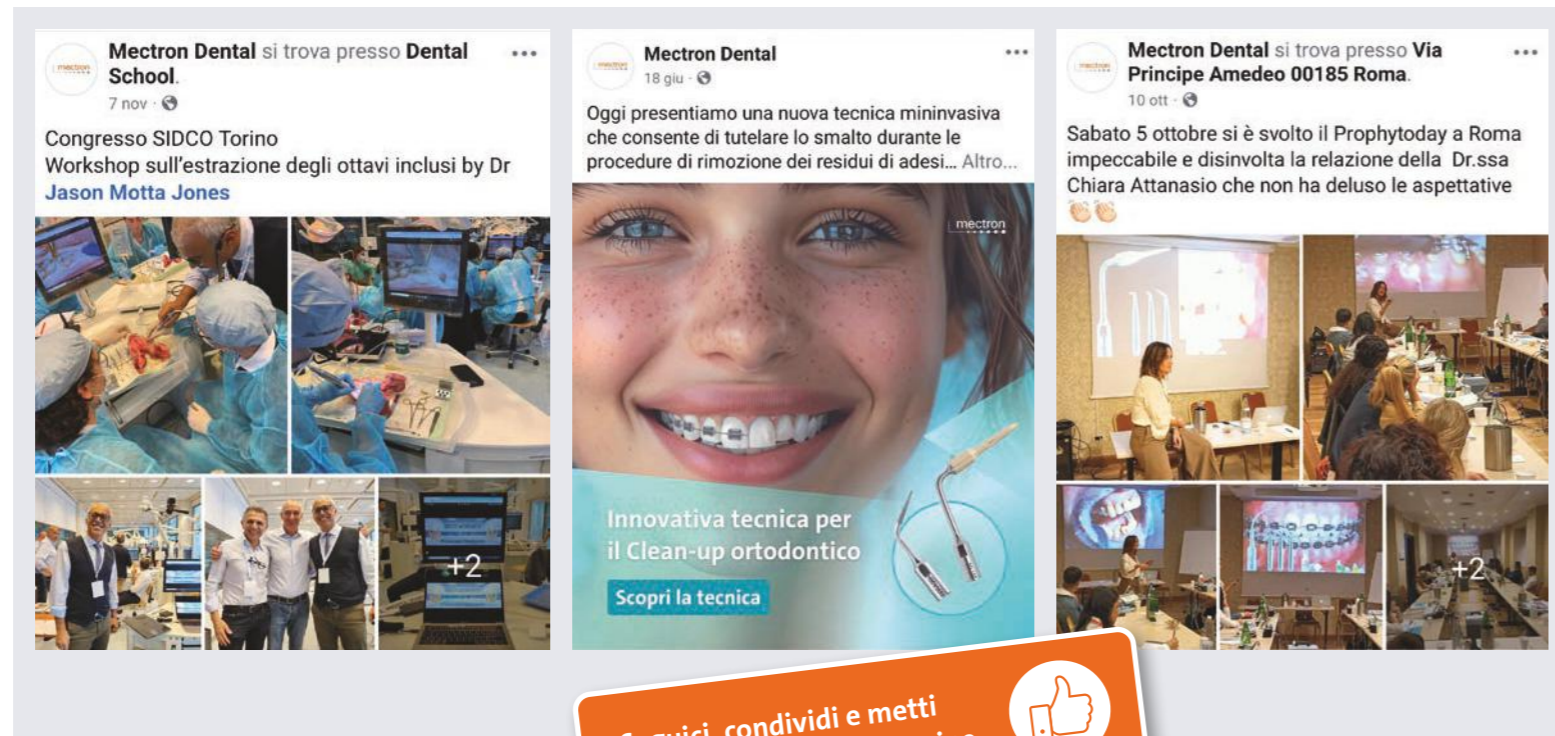 mectron
Mectron Dental si trova presso Dental
School.
7 nov ·
Congresso SIDCO Torino
Workshop sull'estrazione degli ottavi inclusi by Dr
Jason Motta Jones
+2
mectron
Mectron Dental
18 giu ·
Oggi presentiamo una nuova tecnica mininvasiva
che consente di tutelare lo smalto durante le
procedure di rimozione dei residui di adesi... Altro...
mectron
Innovativa tecnica per
il Clean-up ortodontico
Scopri la tecnica
mectron
Mectron Dental si trova presso Via
Principe Amedeo 00185 Roma.
10 ott ·
Sabato 5 ottobre si è svolto il Prophytoday a Roma
impeccabile e disinvolta la relazione della Dr.ssa
Chiara Attanasio che non ha deluso le aspettative
+2
condividi e metti